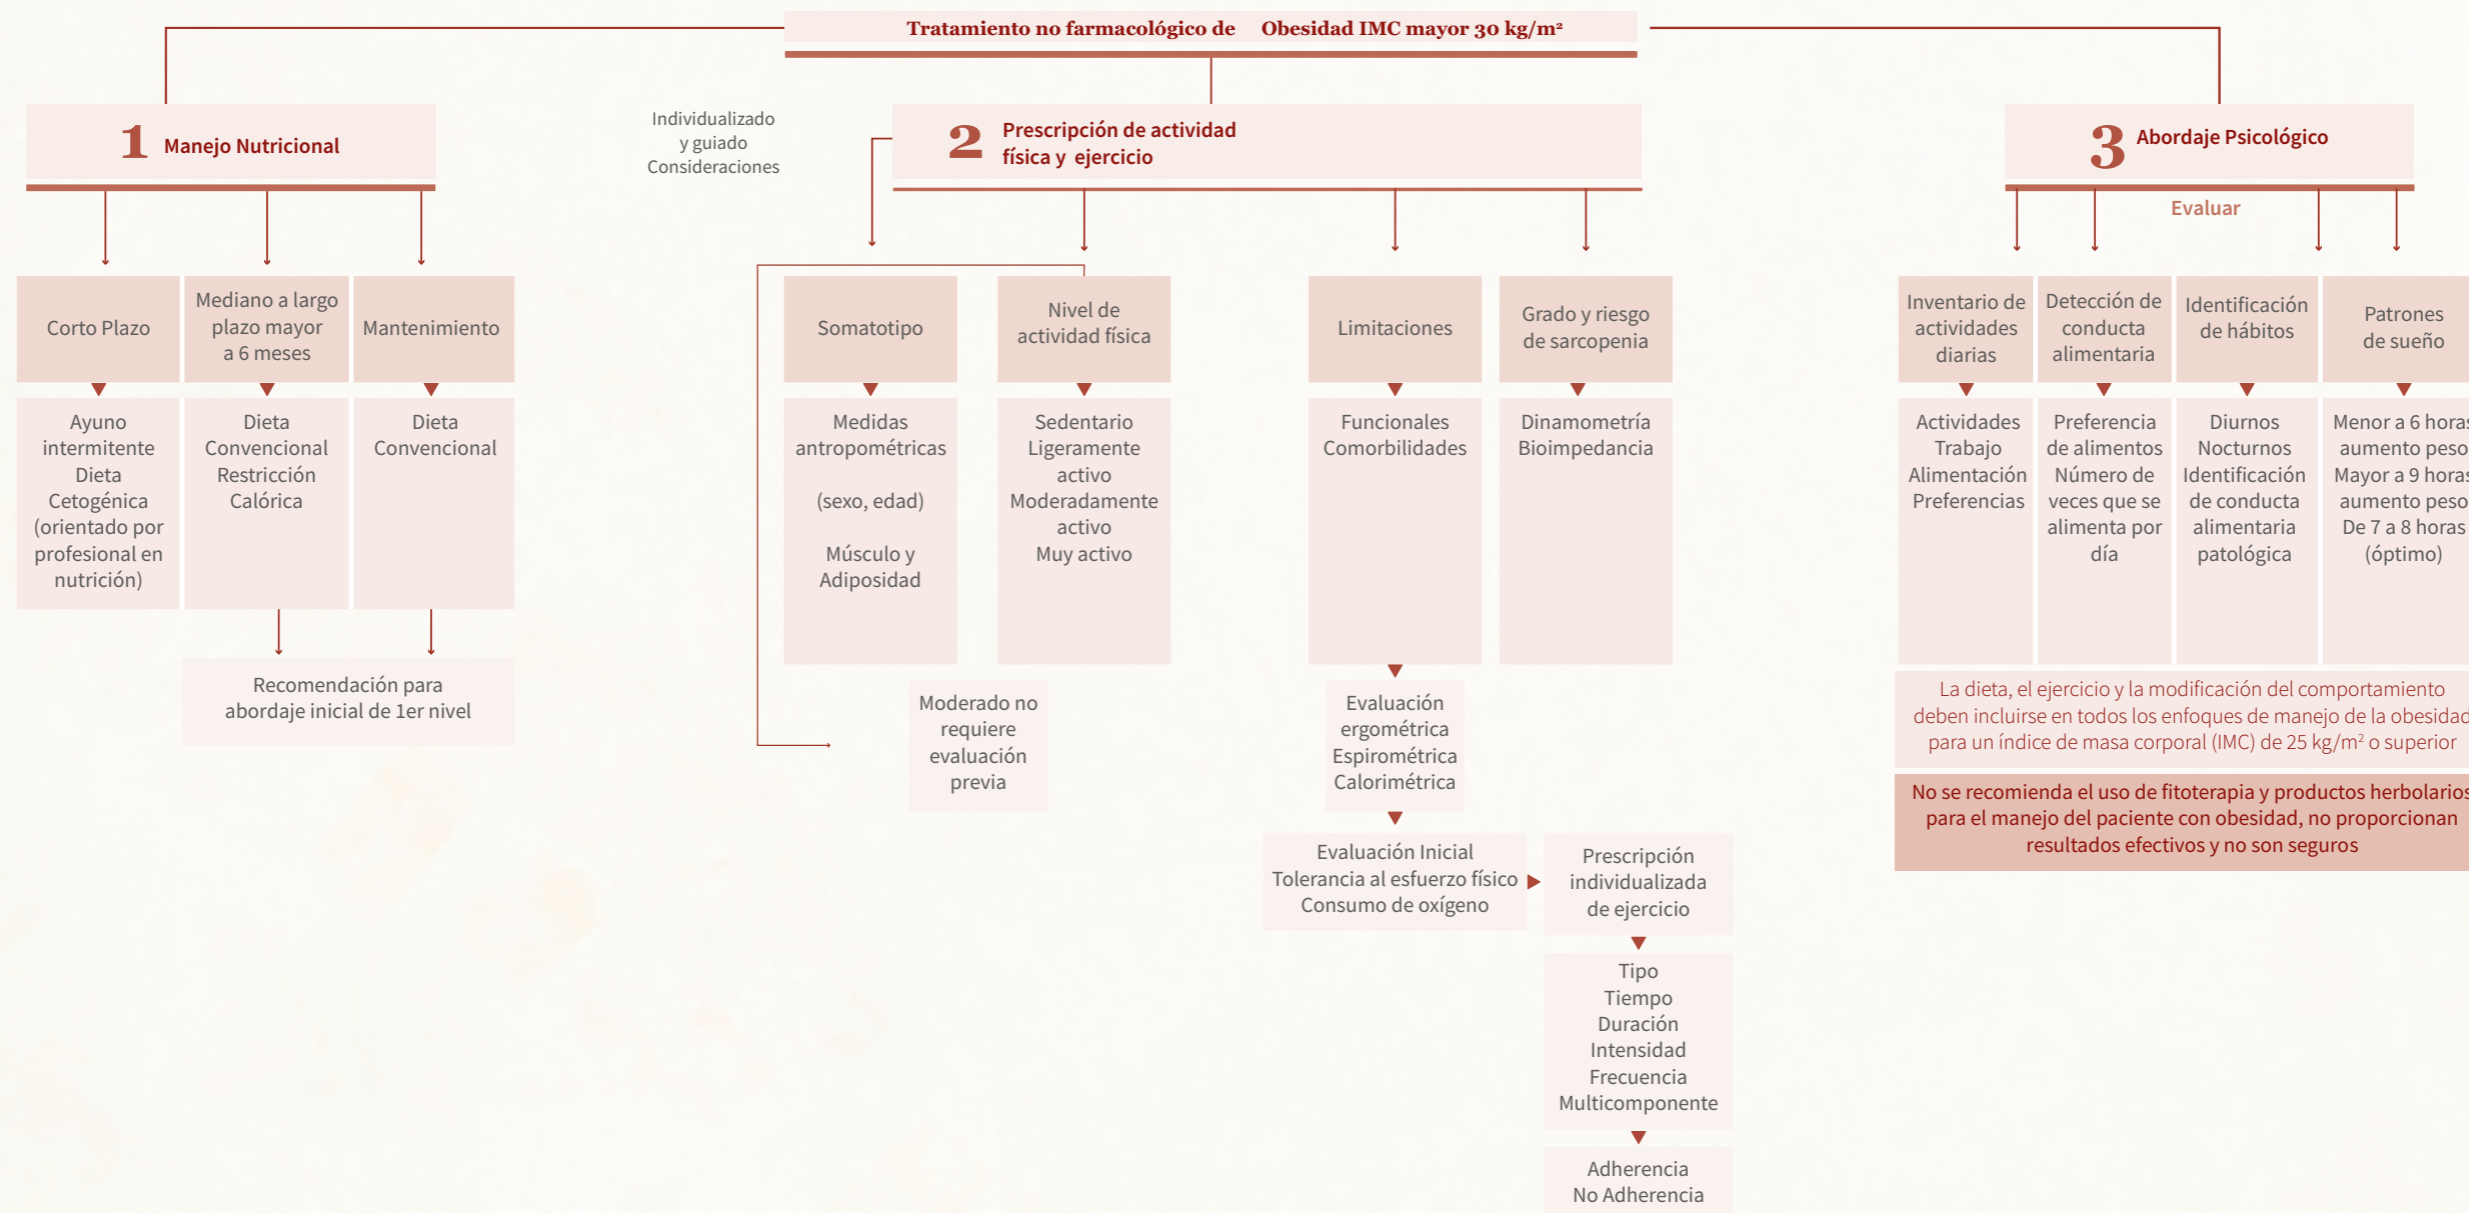 Tratamiento no farmacológico de Obesidad IMC mayor 30 kg/m²
1 Manejo Nutricional
Corto Plazo
Ayuno
intermitente
Dieta
Cetogénica
(orientado por
profesional en
nutrición)
Mediano a largo
plazo mayor
a 6 meses
Dieta
Convencional
Restricción
Calórica
Mantenimiento
Dieta
Convencional
Recomendación para
abordaje inicial de 1er nivel
Individualizado
y guiado
Consideraciones
2 Prescripción de actividad
física y ejercicio
Somatotipo
Medidas
antropométricas
(sexo, edad)
Músculo y
Adiposidad
Nivel de
actividad física
Sedentario
Ligeramente
activo
Moderadamente
activo
Muy activo
Moderado no
requiere
evaluación
previa
Limitaciones
Funcionales
Comorbilidades
Grado y riesgo
de sarcopenia
Dinamometría
Bioimpedancia
Evaluación
ergométrica
Espirométrica
Calorimétrica
Evaluación Inicial
Tolerancia al esfuerzo físico
Consumo de oxígeno
Prescripción
individualizada
de ejercicio
Tipo
Tiempo
Duración
Intensidad
Frecuencia
Multicomponente
Adherencia
No Adherencia
3 Abordaje Psicológico
Evaluar
Inventario de
actividades
diarias
Actividades
Trabajo
Alimentación
Preferencias
Detección de
conducta
alimentaria
Preferencia
de alimentos
Número de
veces que se
alimenta por
día
Identificación
de hábitos
Diurnos
Nocturnos
Identificación
de conducta
alimentaria
patológica
Patrones
de sueño
Menor a 6 horas
aumento peso
Mayor a 9 horas
aumento peso
De 7 a 8 horas
(óptimo)
La dieta, el ejercicio y la modificación del comportamiento
deben incluirse en todos los enfoques de manejo de la obesidad
para un índice de masa corporal (IMC) de 25 kg/m² o superior
No se recomienda el uso de fitoterapia y productos herbolarios
para el manejo del paciente con obesidad, no proporcionan
resultados efectivos y no son seguros